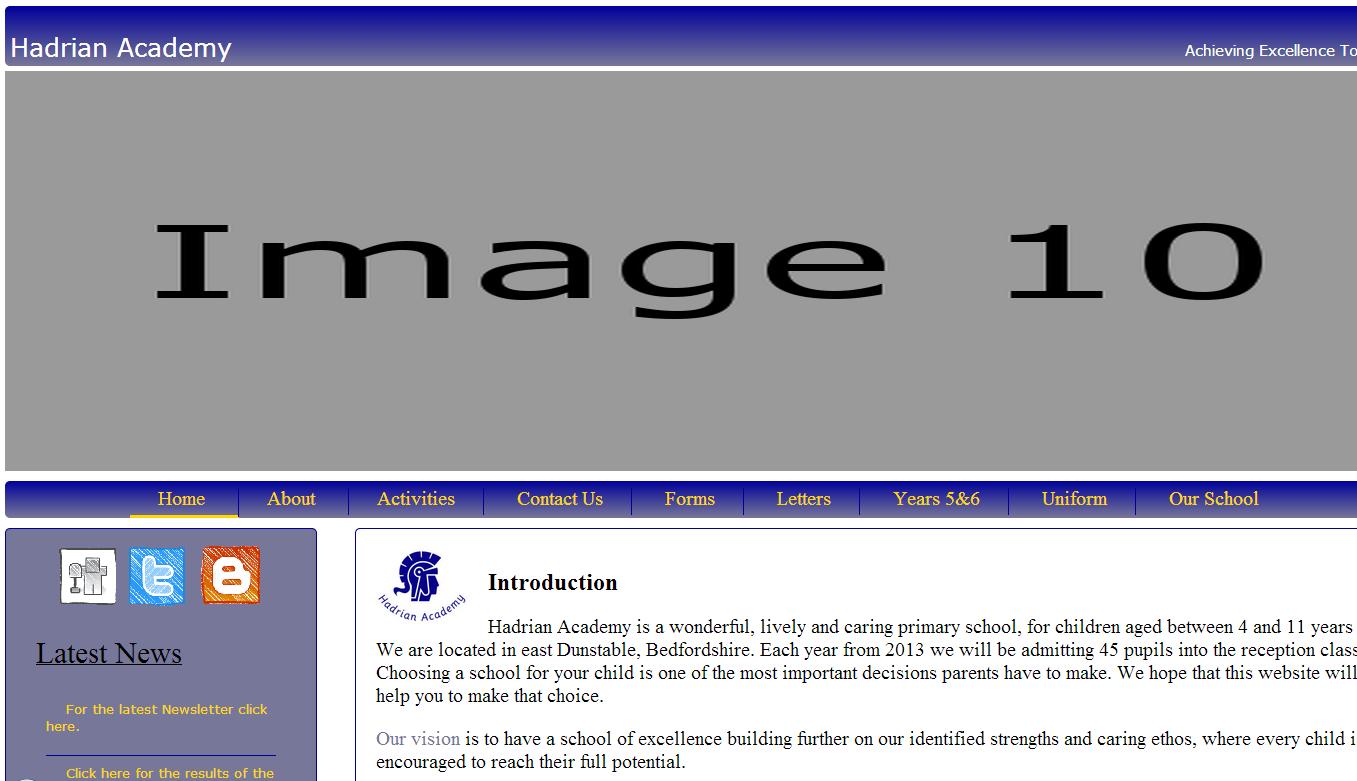 Hadrian Academy
Achieving Excellence To
Image 10
Home About Activities Contact Us Forms Letters Years 5&6 Uniform Our School
Latest News
For the latest Newsletter click
here.
Click here for the results of the
Hadrian Academy
Introduction
Hadrian Academy is a wonderful, lively and caring primary school, for children aged between 4 and 11 years
We are located in east Dunstable, Bedfordshire. Each year from 2013 we will be admitting 45 pupils into the reception class
Choosing a school for your child is one of the most important decisions parents have to make. We hope that this website will
help you to make that choice.
Our vision is to have a school of excellence building further on our identified strengths and caring ethos, where every child i
encouraged to reach their full potential.